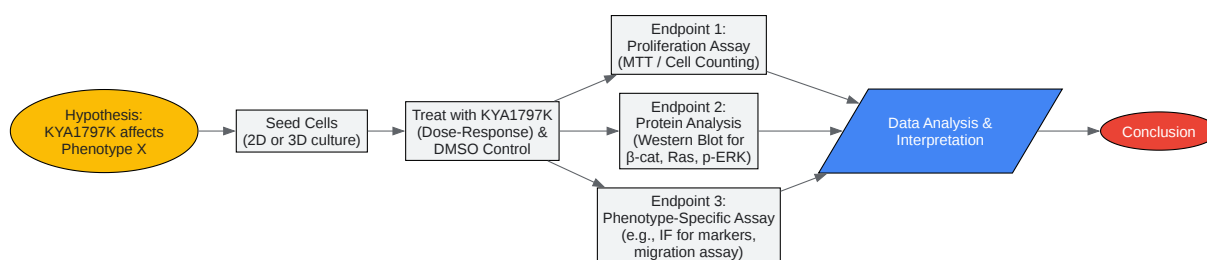 Hypothesis:
KYA1797K affects
Phenotype X
Seed Cells
(2D or 3D culture)
Treat with KYA1797K
(Dose-Response) &
DMSO Control
Endpoint 1:
Proliferation Assay
(MTT / Cell Counting)
Endpoint 2:
Protein Analysis
(Western Blot for
β-cat, Ras, p-ERK)
Endpoint 3:
Phenotype-Specific Assay
(e.g., IF for markers,
migration assay)
Data Analysis &
Interpretation
Conclusion